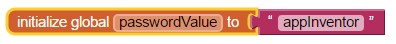 initialize global passwordValue to " appInventor "